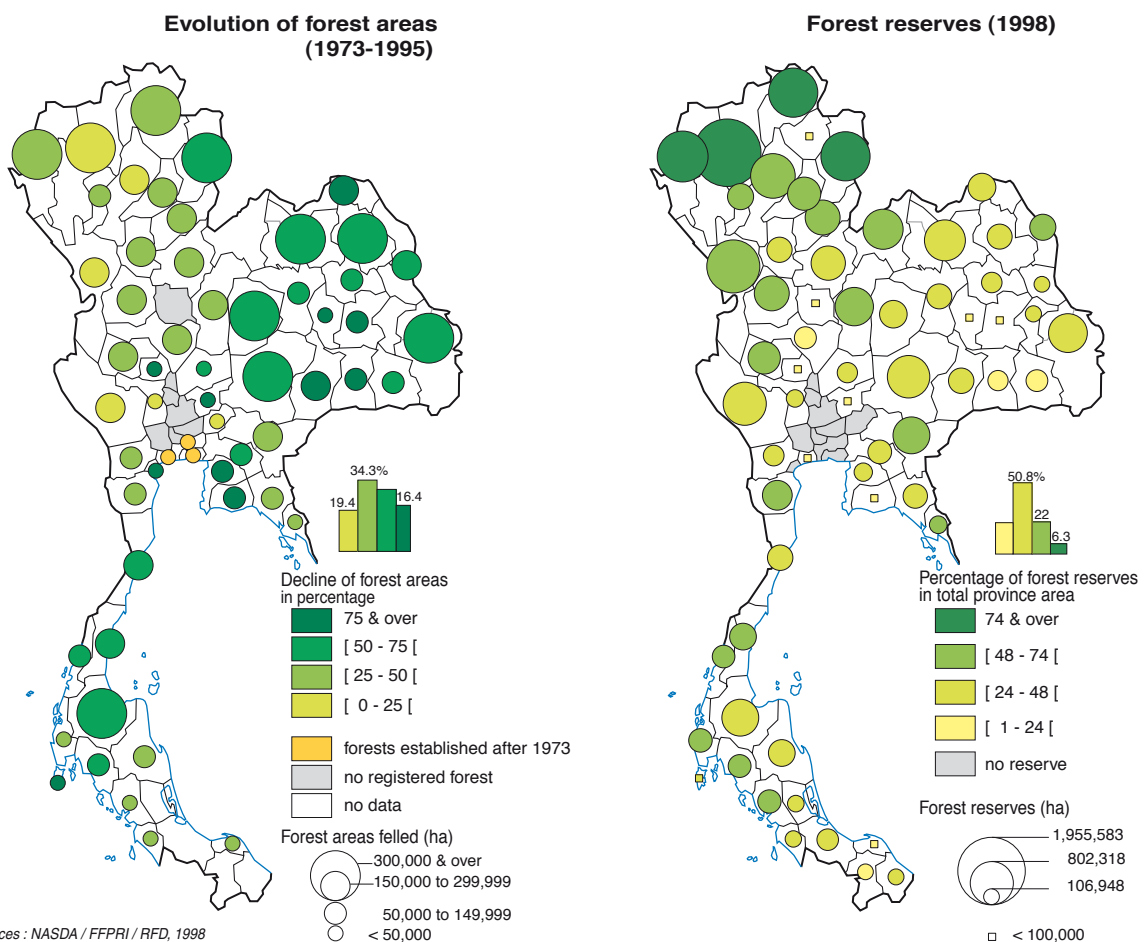 Evolution of forest areas
(1973-1995)
34.3%
19.4
16.4
Decline of forest areas
in percentage
75 & over
[ 50 - 75 [
[ 25 - 50 [
[ 0 - 25 [
forests established after 1973
no registered forest
no data
Forest areas felled (ha)
300,000 & over
150,000 to 299,999
50,000 to 149,999
< 50,000
ces : NASDA / FFPRI / RFD, 1998
Forest reserves (1998)
50.8%
22
6.3
Percentage of forest reserves
in total province area
74 & over
[ 48 - 74 [
[ 24 - 48 [
[ 1 - 24 [
no reserve
Forest reserves (ha)
1,955,583
802,318
106,948
< 100,000